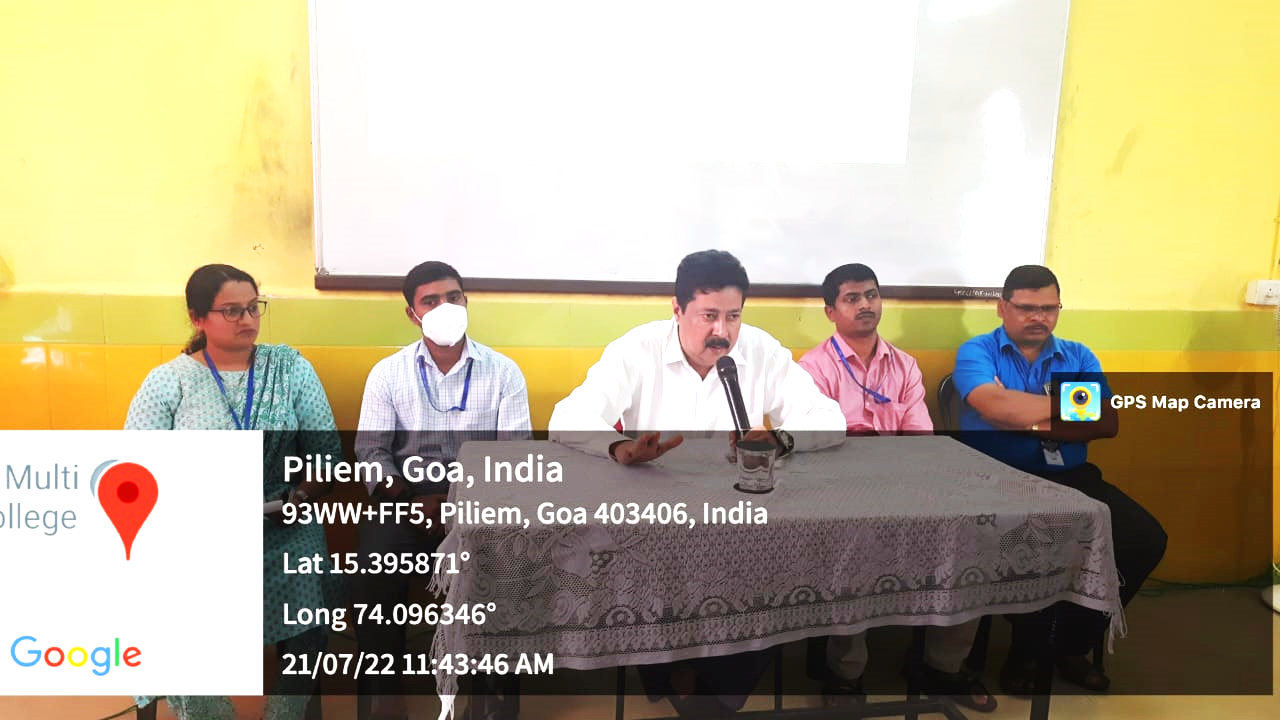 GPS Map Camera
Multi
ollege
Google
Piliem, Goa, India
93WW+FF5, Piliem, Goa 403406, India
Lat 15.395871°
Long 74.096346°
21/07/22 11:43:46 AM